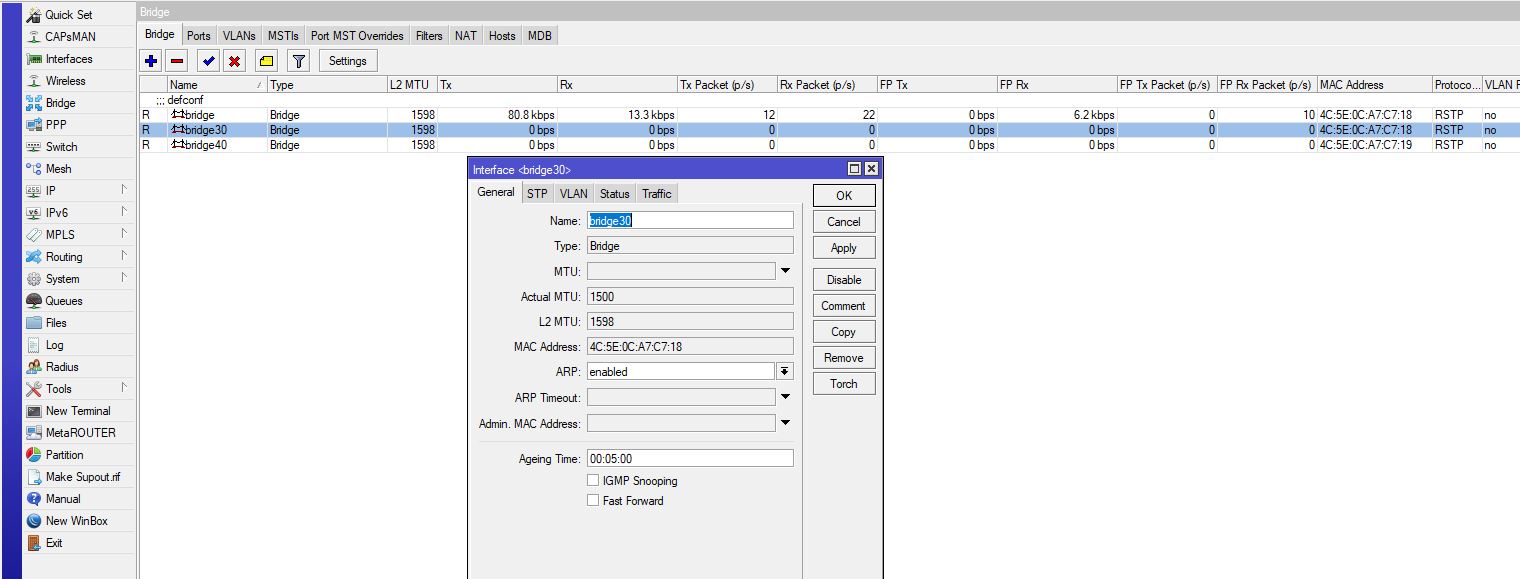 Bridge
Quick Set
CAPsMAN
Interfaces
Wireless
Bridge
PPP
Switch
Mesh
IP
IPv6
MPLS
Routing
System
Queues
Files
Log
Radius
Tools
New Terminal
MetaROUTER
Partition
Make Supout.rif
Manual
New WinBox
Exit
Bridge Ports VLANs MSTIs Port MST Overrides Filters NAT Hosts MDB
Settings
Name Type L2 MTU Tx Rx Tx Packet (p/s) Rx Packet (p/s) FP Tx FP Rx FP Tx Packet (p/s) FP Rx Packet (p/s) MAC Address Protoco... VLAN F
;;; defconf
R bridge Bridge 1598 80.8 kbps 13.3 kbps 12 22 0 bps 6.2 kbps 0 10 4C:5E:0C:A7:C7:18 RSTP no
R bridge30 Bridge 1598 0 bps 0 bps 0 0 0 bps 0 bps 0 0 4C:5E:0C:A7:C7:18 RSTP no
R bridge40 Bridge 1598 0 bps 0 bps 0 0 0 bps 0 bps 0 0 4C:5E:0C:A7:C7:19 RSTP no
Interface <bridge30>
General STP VLAN Status Traffic
Name: bridge30
Type: Bridge
MTU:
Actual MTU: 1500
L2 MTU: 1598
MAC Address: 4C:5E:0C:A7:C7:18
ARP: enabled
ARP Timeout:
Admin. MAC Address:
Ageing Time: 00:05:00
IGMP Snooping
Fast Forward
OK
Cancel
Apply
Disable
Comment
Copy
Remove
Torch